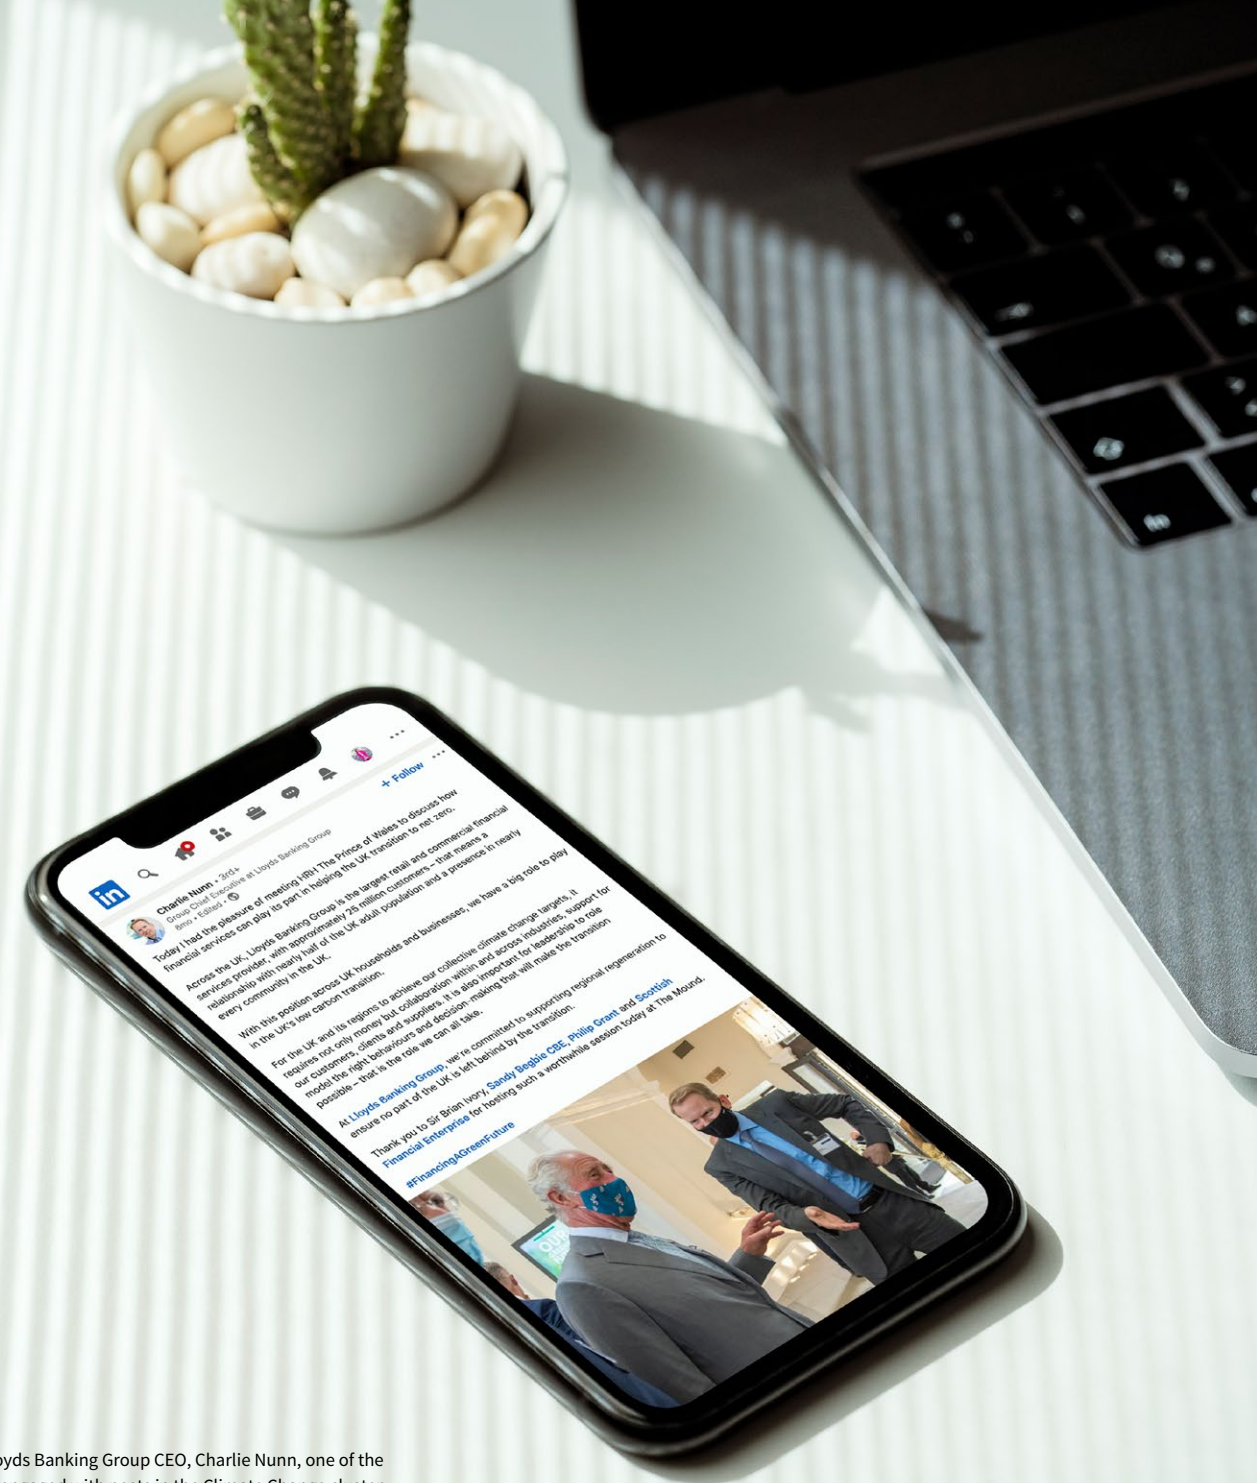 in
Charlie Nunn • 3rd+
Group Chief Executive at Lloyds Banking Group
6mo • Edited •
+ Follow
Today I had the pleasure of meeting HRH The Prince of Wales to discuss how
financial services can play its part in helping the UK transition to net zero.
Across the UK, Lloyds Banking Group is the largest retail and commercial financial
services provider, with approximately 25 million customers – that means a
relationship with nearly half of the UK adult population and a presence in nearly
every community in the UK.
With this position across UK households and businesses, we have a big role to play
in the UK's low carbon transition.
For the UK and its regions to achieve our collective climate change targets, it
requires not only money but collaboration within and across industries, support for
our customers, clients and suppliers. It is also important for leadership to role
model the right behaviours and decision-making that will make the transition
possible – that is the role we can all take.
At Lloyds Banking Group, we're committed to supporting regional regeneration to
ensure no part of the UK is left behind by the transition.
Thank you to Sir Brian Ivory, Sandy Begbie CBE, Philip Grant and Scottish
Financial Enterprise for hosting such a worthwhile session today at The Mound.
#FinancingAGreenFuture
OUR
fn
oyds Banking Group CEO, Charlie Nunn, one of the